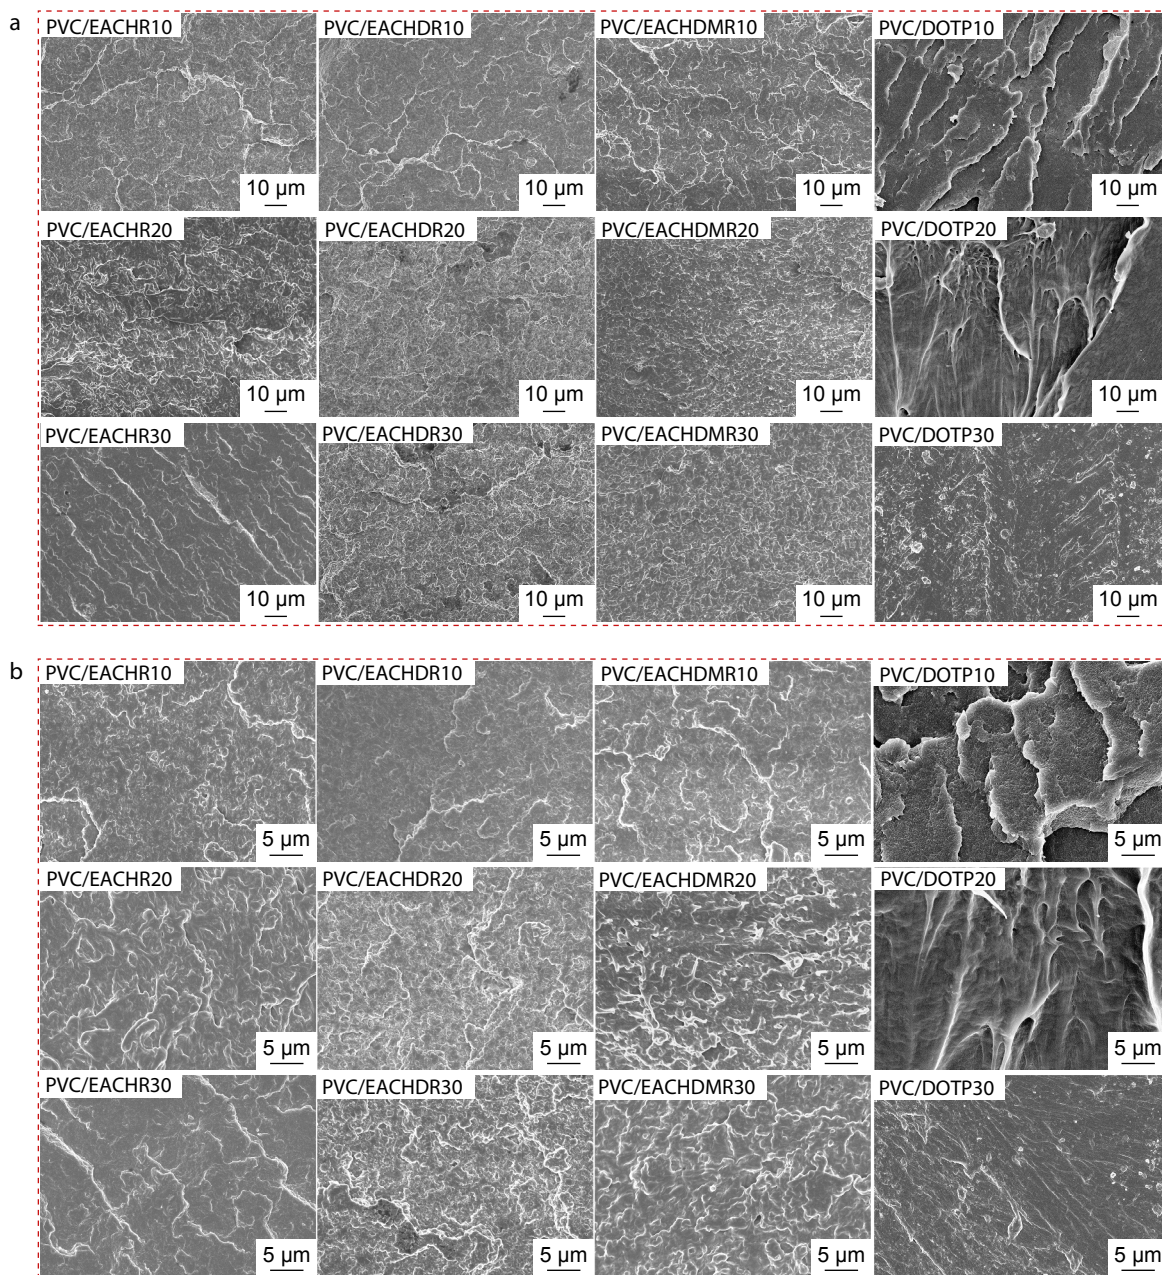 a
PVC/EACHR10 PVC/EACHDR10 PVC/EACHDMR10 PVC/DOTP10
10 μm 10 μm 10 μm 10 μm
PVC/EACHR20 PVC/EACHDR20 PVC/EACHDMR20 PVC/DOTP20
10 μm 10 μm 10 μm 10 μm
PVC/EACHR30 PVC/EACHDR30 PVC/EACHDMR30 PVC/DOTP30
10 μm 10 μm 10 μm 10 μm
b
PVC/EACHR10 PVC/EACHDR10 PVC/EACHDMR10 PVC/DOTP10
5 μm 5 μm 5 μm 5 μm
PVC/EACHR20 PVC/EACHDR20 PVC/EACHDMR20 PVC/DOTP20
5 μm 5 μm 5 μm 5 μm
PVC/EACHR30 PVC/EACHDR30 PVC/EACHDMR30 PVC/DOTP30
5 μm 5 μm 5 μm 5 μm